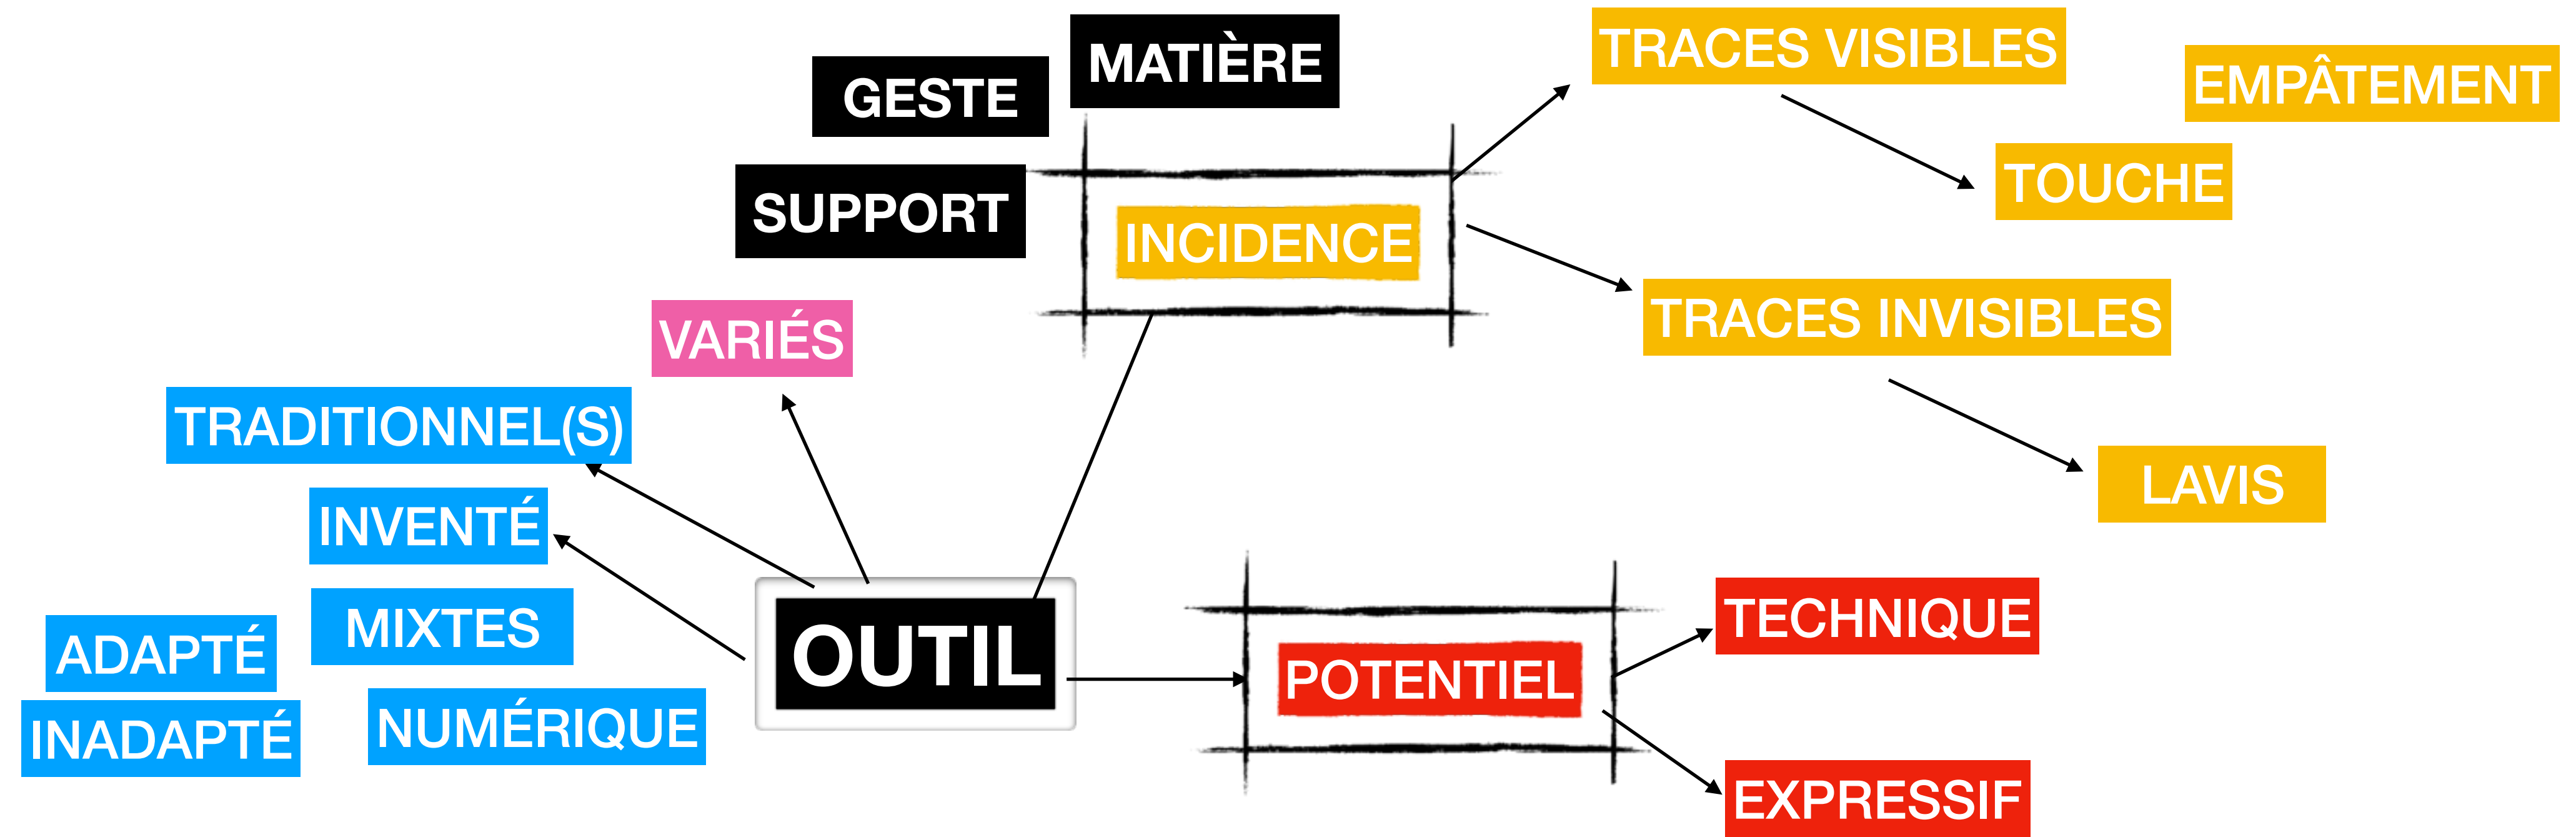 MATIÈRE
TRACES VISIBLES
GESTE
EMPÂTEMENT
SUPPORT
TOUCHE
INCIDENCE
TRACES INVISIBLES
VARIÉS
TRADITIONNEL(S)
LAVIS
INVENTÉ
MIXTES
TECHNIQUE
ADAPTÉ
OUTIL
POTENTIEL
INADAPTÉ
NUMÉRIQUE
EXPRESSIF